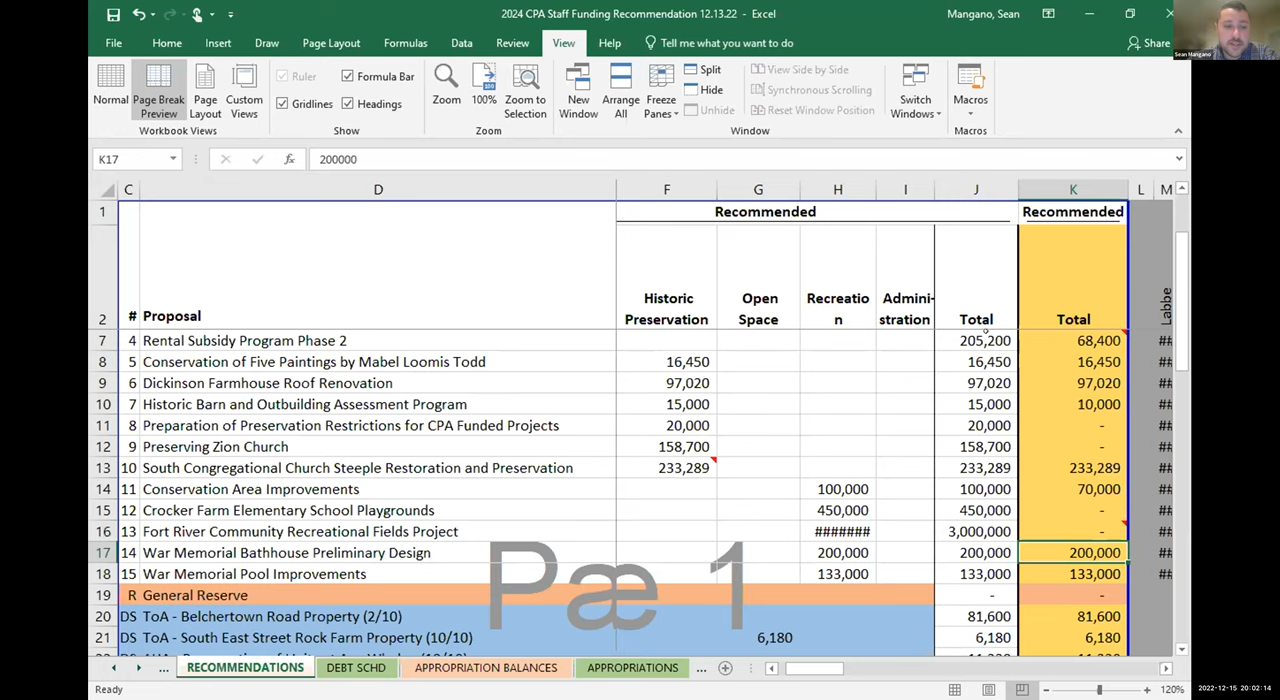 2024 CPA Staff Funding Recommendation 12.13.22 - Excel
Mangano, Sean
Sean Mangano
File Home Insert Draw Page Layout Formulas Data Review View Help Tell me what you want to do
Share
Normal Page Break Preview Page Layout Custom Views
Workbook Views
Ruler Formula Bar
Gridlines Headings
Show
Zoom 100% Zoom to Selection
Zoom
New Window Arrange All Freeze Panes
Split View Side by Side
Hide Synchronous Scrolling
Unhide Reset Window Position
Window
Switch Windows
Macros
Macros
K17 fx 200000
C D F G H I J K L M
1 Recommended Recommended
2 # Proposal Historic Preservation Open Space Recreation Admini-stration Total Total Labbe
7 4 Rental Subsidy Program Phase 2 205,200 68,400 ##
8 5 Conservation of Five Paintings by Mabel Loomis Todd 16,450 16,450 16,450 ##
9 6 Dickinson Farmhouse Roof Renovation 97,020 97,020 97,020 ##
10 7 Historic Barn and Outbuilding Assessment Program 15,000 15,000 10,000 ##
11 8 Preparation of Preservation Restrictions for CPA Funded Projects 20,000 20,000 - ##
12 9 Preserving Zion Church 158,700 158,700 - ##
13 10 South Congregational Church Steeple Restoration and Preservation 233,289 233,289 233,289 ##
14 11 Conservation Area Improvements 100,000 100,000 70,000 ##
15 12 Crocker Farm Elementary School Playgrounds 450,000 450,000 - ##
16 13 Fort River Community Recreational Fields Project ####### 3,000,000 - ##
17 14 War Memorial Bathhouse Preliminary Design 200,000 200,000 200,000 ##
18 15 War Memorial Pool Improvements 133,000 133,000 133,000 ##
19 R General Reserve - -
20 DS ToA - Belchertown Road Property (2/10) 81,600 81,600
21 DS ToA - South East Street Rock Farm Property (10/10) 6,180 6,180 6,180
... RECOMMENDATIONS DEBT SCHD APPROPRIATION BALANCES APPROPRIATIONS ...
Ready 120%
2022-12-15 20:02:14